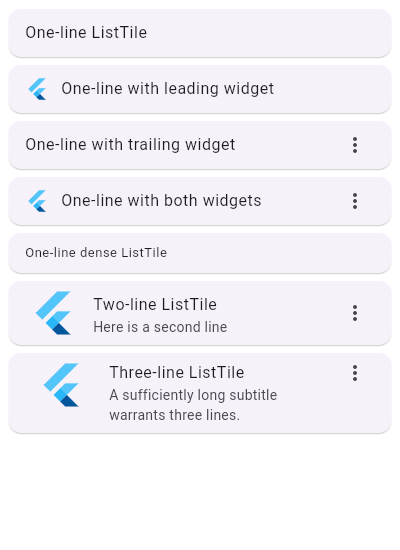 One-line ListTile
One-line with leading widget
One-line with trailing widget
One-line with both widgets
One-line dense ListTile
Two-line ListTile
Here is a second line
Three-line ListTile
A sufficiently long subtitle
warrants three lines.